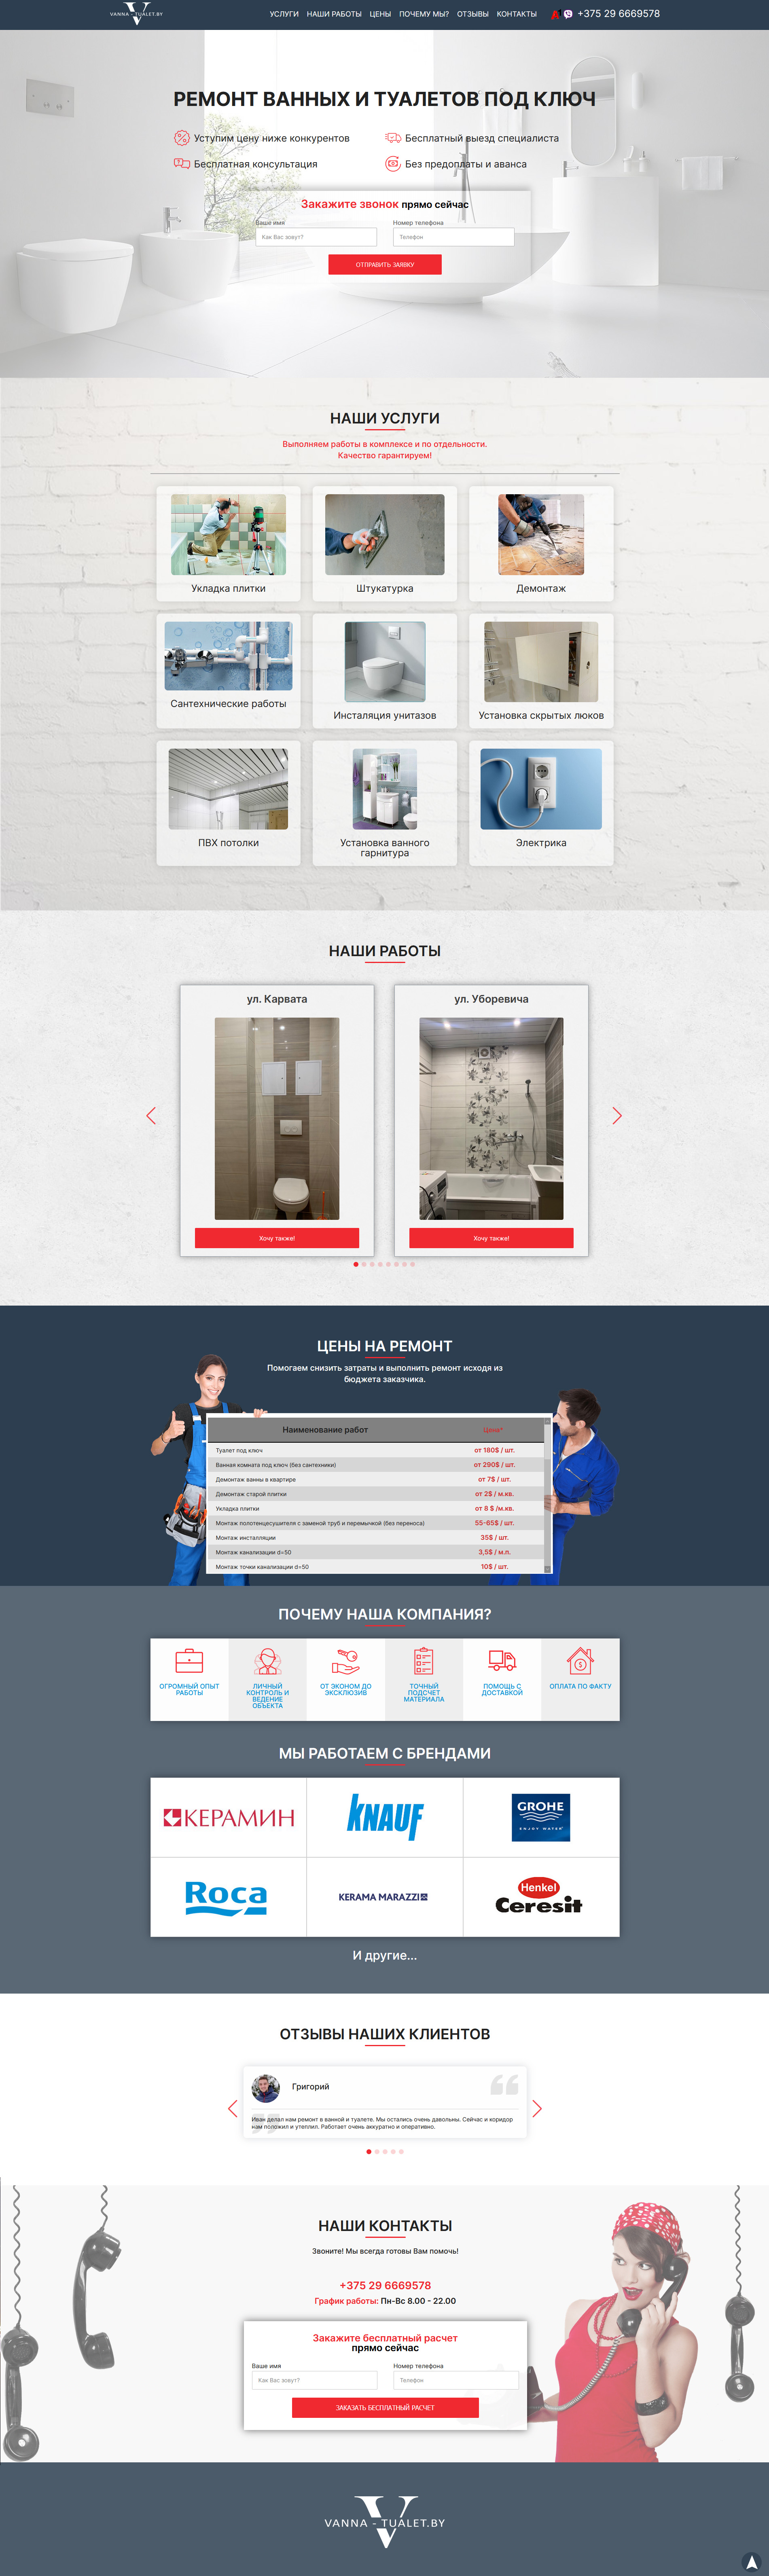 VANNA - TUALET.BY
УСЛУГИ НАШИ РАБОТЫ ЦЕНЫ ПОЧЕМУ МЫ? ОТЗЫВЫ КОНТАКТЫ +375 29 6669578
РЕМОНТ ВАННЫХ И ТУАЛЕТОВ ПОД КЛЮЧ
Уступим цену ниже конкурентов Бесплатный выезд специалиста
Бесплатная консультация Без предоплаты и аванса
Закажите звонок прямо сейчас
Ваше имя Номер телефона
Как Вас зовут? Телефон
ОТПРАВИТЬ ЗАЯВКУ
НАШИ УСЛУГИ
Выполняем работы в комплексе и по отдельности.
Качество гарантируем!
Укладка плитки Штукатурка Демонтаж
Сантехнические работы Инсталяция унитазов Установка скрытых люков
ПВХ потолки Установка ванного Электрика
гарнитура
НАШИ РАБОТЫ
ул. Карвата ул. Уборевича
Хочу также! Хочу также!
ЦЕНЫ НА РЕМОНТ
Помогаем снизить затраты и выполнить ремонт исходя из
бюджета заказчика.
Наименование работ Цена*
Туалет под ключ от 180$ / шт.
Ванная комната под ключ (без сантехники) от 290$ / шт.
Демонтаж ванны в квартире от 7$ / шт.
Демонтаж старой плитки от 2$ / м.кв.
Укладка плитки от 8 $ /м.кв.
Монтаж полотенцесушителя с заменой труб и перемычкой (без переноса) 55-65$ / шт.
Монтаж инсталляции 35$ / шт.
Монтаж канализации d=50 3,5$ / м.п.
Монтаж точки канализации d=50 10$ / шт.
ПОЧЕМУ НАША КОМПАНИЯ?
ОГРОМНЫЙ ОПЫТ
РАБОТЫ
ЛИЧНЫЙ
КОНТРОЛЬ И
ВЕДЕНИЕ
ОБЪЕКТА
ОТ ЭКОНОМ ДО
ЭКСКЛЮЗИВ
ТОЧНЫЙ
ПОДСЧЕТ
МАТЕРИАЛА
ПОМОЩЬ С
ДОСТАВКОЙ
ОПЛАТА ПО ФАКТУ
МЫ РАБОТАЕМ С БРЕНДАМИ
КЕРАМИН KNAUF GROHE
ENJOY WATER®
Roca KERAMA MARAZZI Henkel
Ceresit
И другие...
ОТЗЫВЫ НАШИХ КЛИЕНТОВ
Григорий
Иван делал нам ремонт в ванной и туалете. Мы остались очень давольны. Сейчас и коридор
нам положил и утеплил. Работает очень аккуратно и оперативно.
НАШИ КОНТАКТЫ
Звоните! Мы всегда готовы Вам помочь!
+375 29 6669578
График работы: Пн-Вс 8.00 - 22.00
Закажите бесплатный расчет
прямо сейчас
Ваше имя Номер телефона
Как Вас зовут? Телефон
ЗАКАЗАТЬ БЕСПЛАТНЫЙ РАСЧЕТ
VANNA - TUALET.BY